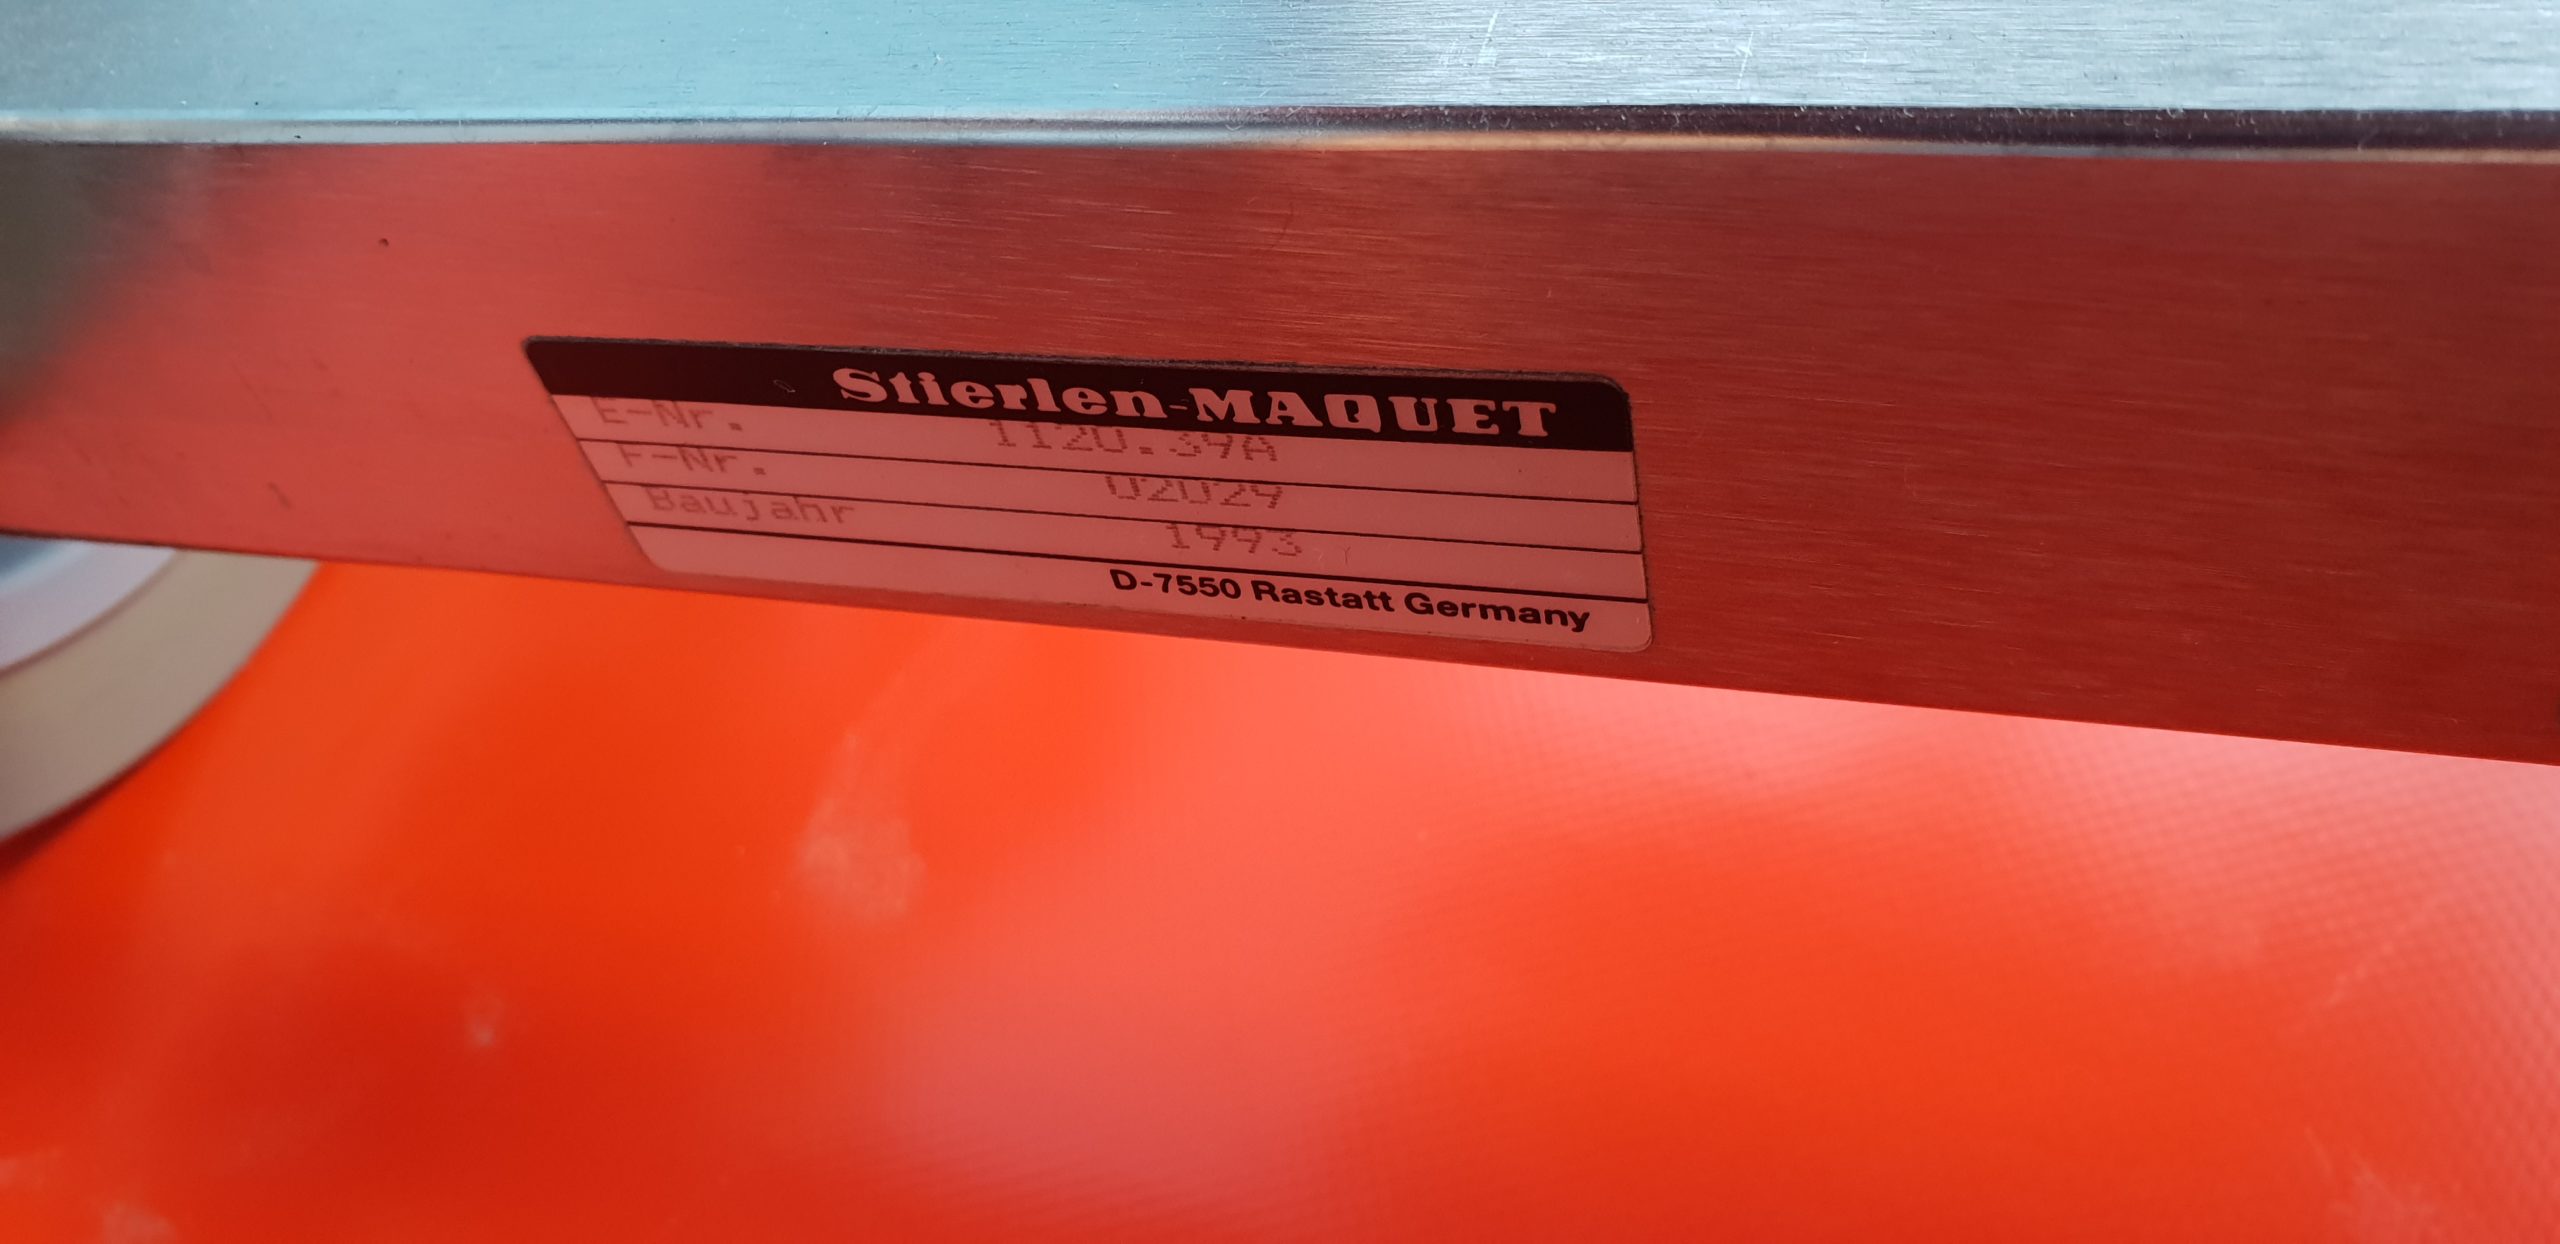 Stierlen-MAQUET
E-Nr. 1120.39A
F-Nr. 02029
Baujahr 1993
D-7550 Rastatt Germany